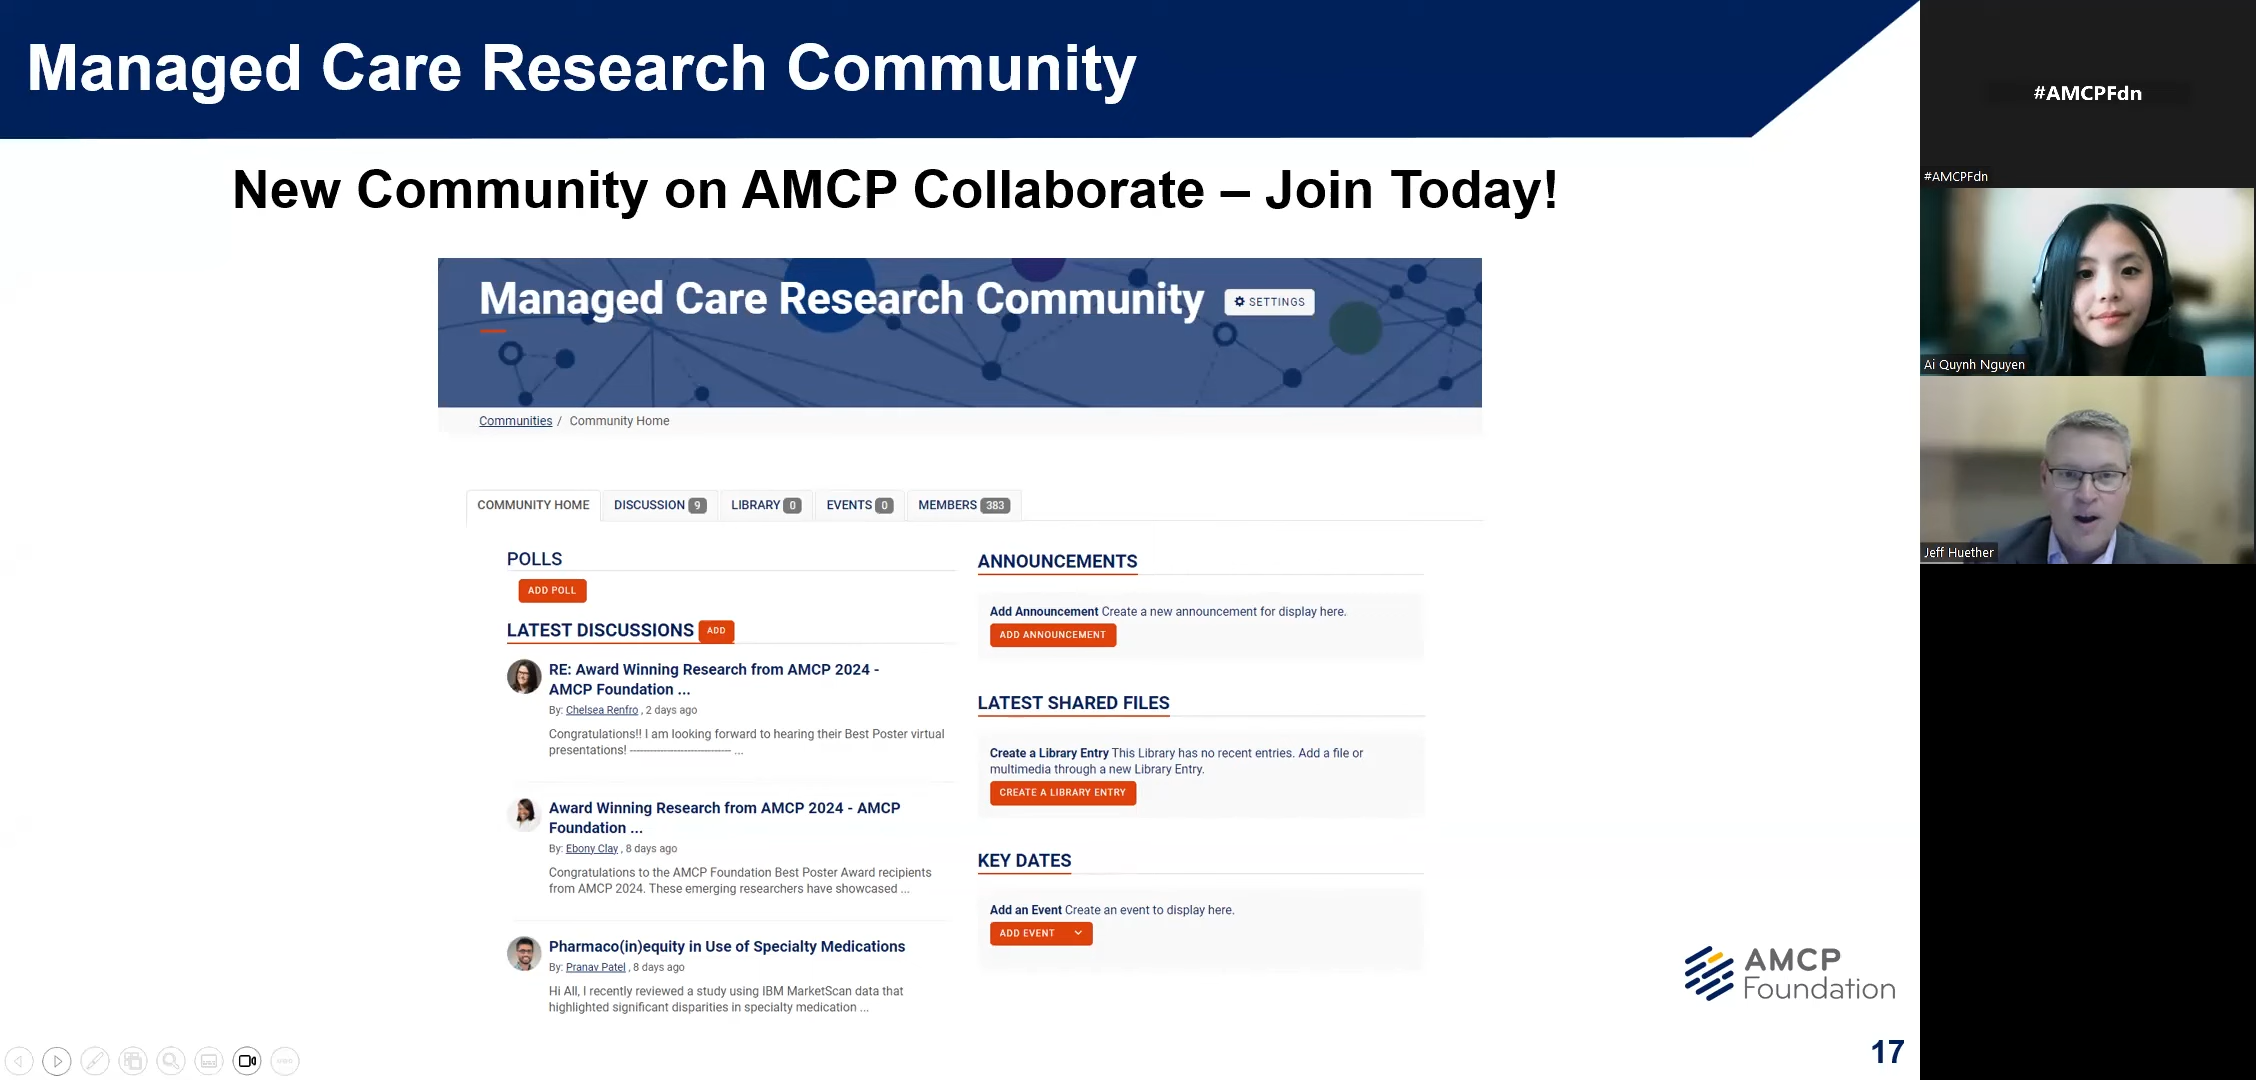 Managed Care Research Community
New Community on AMCP Collaborate – Join Today!
Managed Care Research Community
SETTINGS
Communities / Community Home
COMMUNITY HOME
DISCUSSION 9
LIBRARY 0
EVENTS 0
MEMBERS 383
POLLS
ADD POLL
LATEST DISCUSSIONS ADD
RE: Award Winning Research from AMCP 2024 -
AMCP Foundation ...
By: Chelsea Renfro , 2 days ago
Congratulations!! I am looking forward to hearing their Best Poster virtual
presentations! ------------------------------ ...
Award Winning Research from AMCP 2024 - AMCP
Foundation ...
By: Ebony Clay , 8 days ago
Congratulations to the AMCP Foundation Best Poster Award recipients
from AMCP 2024. These emerging researchers have showcased ...
Pharmaco(in)equity in Use of Specialty Medications
By: Pranav Patel , 8 days ago
Hi All, I recently reviewed a study using IBM MarketScan data that
highlighted significant disparities in specialty medication ...
ANNOUNCEMENTS
Add Announcement Create a new announcement for display here.
ADD ANNOUNCEMENT
LATEST SHARED FILES
Create a Library Entry This Library has no recent entries. Add a file or
multimedia through a new Library Entry.
CREATE A LIBRARY ENTRY
KEY DATES
Add an Event Create an event to display here.
ADD EVENT
AMCP
Foundation
17
#AMCPFdn
#AMCPFdn
Ai Quynh Nguyen
Jeff Huether